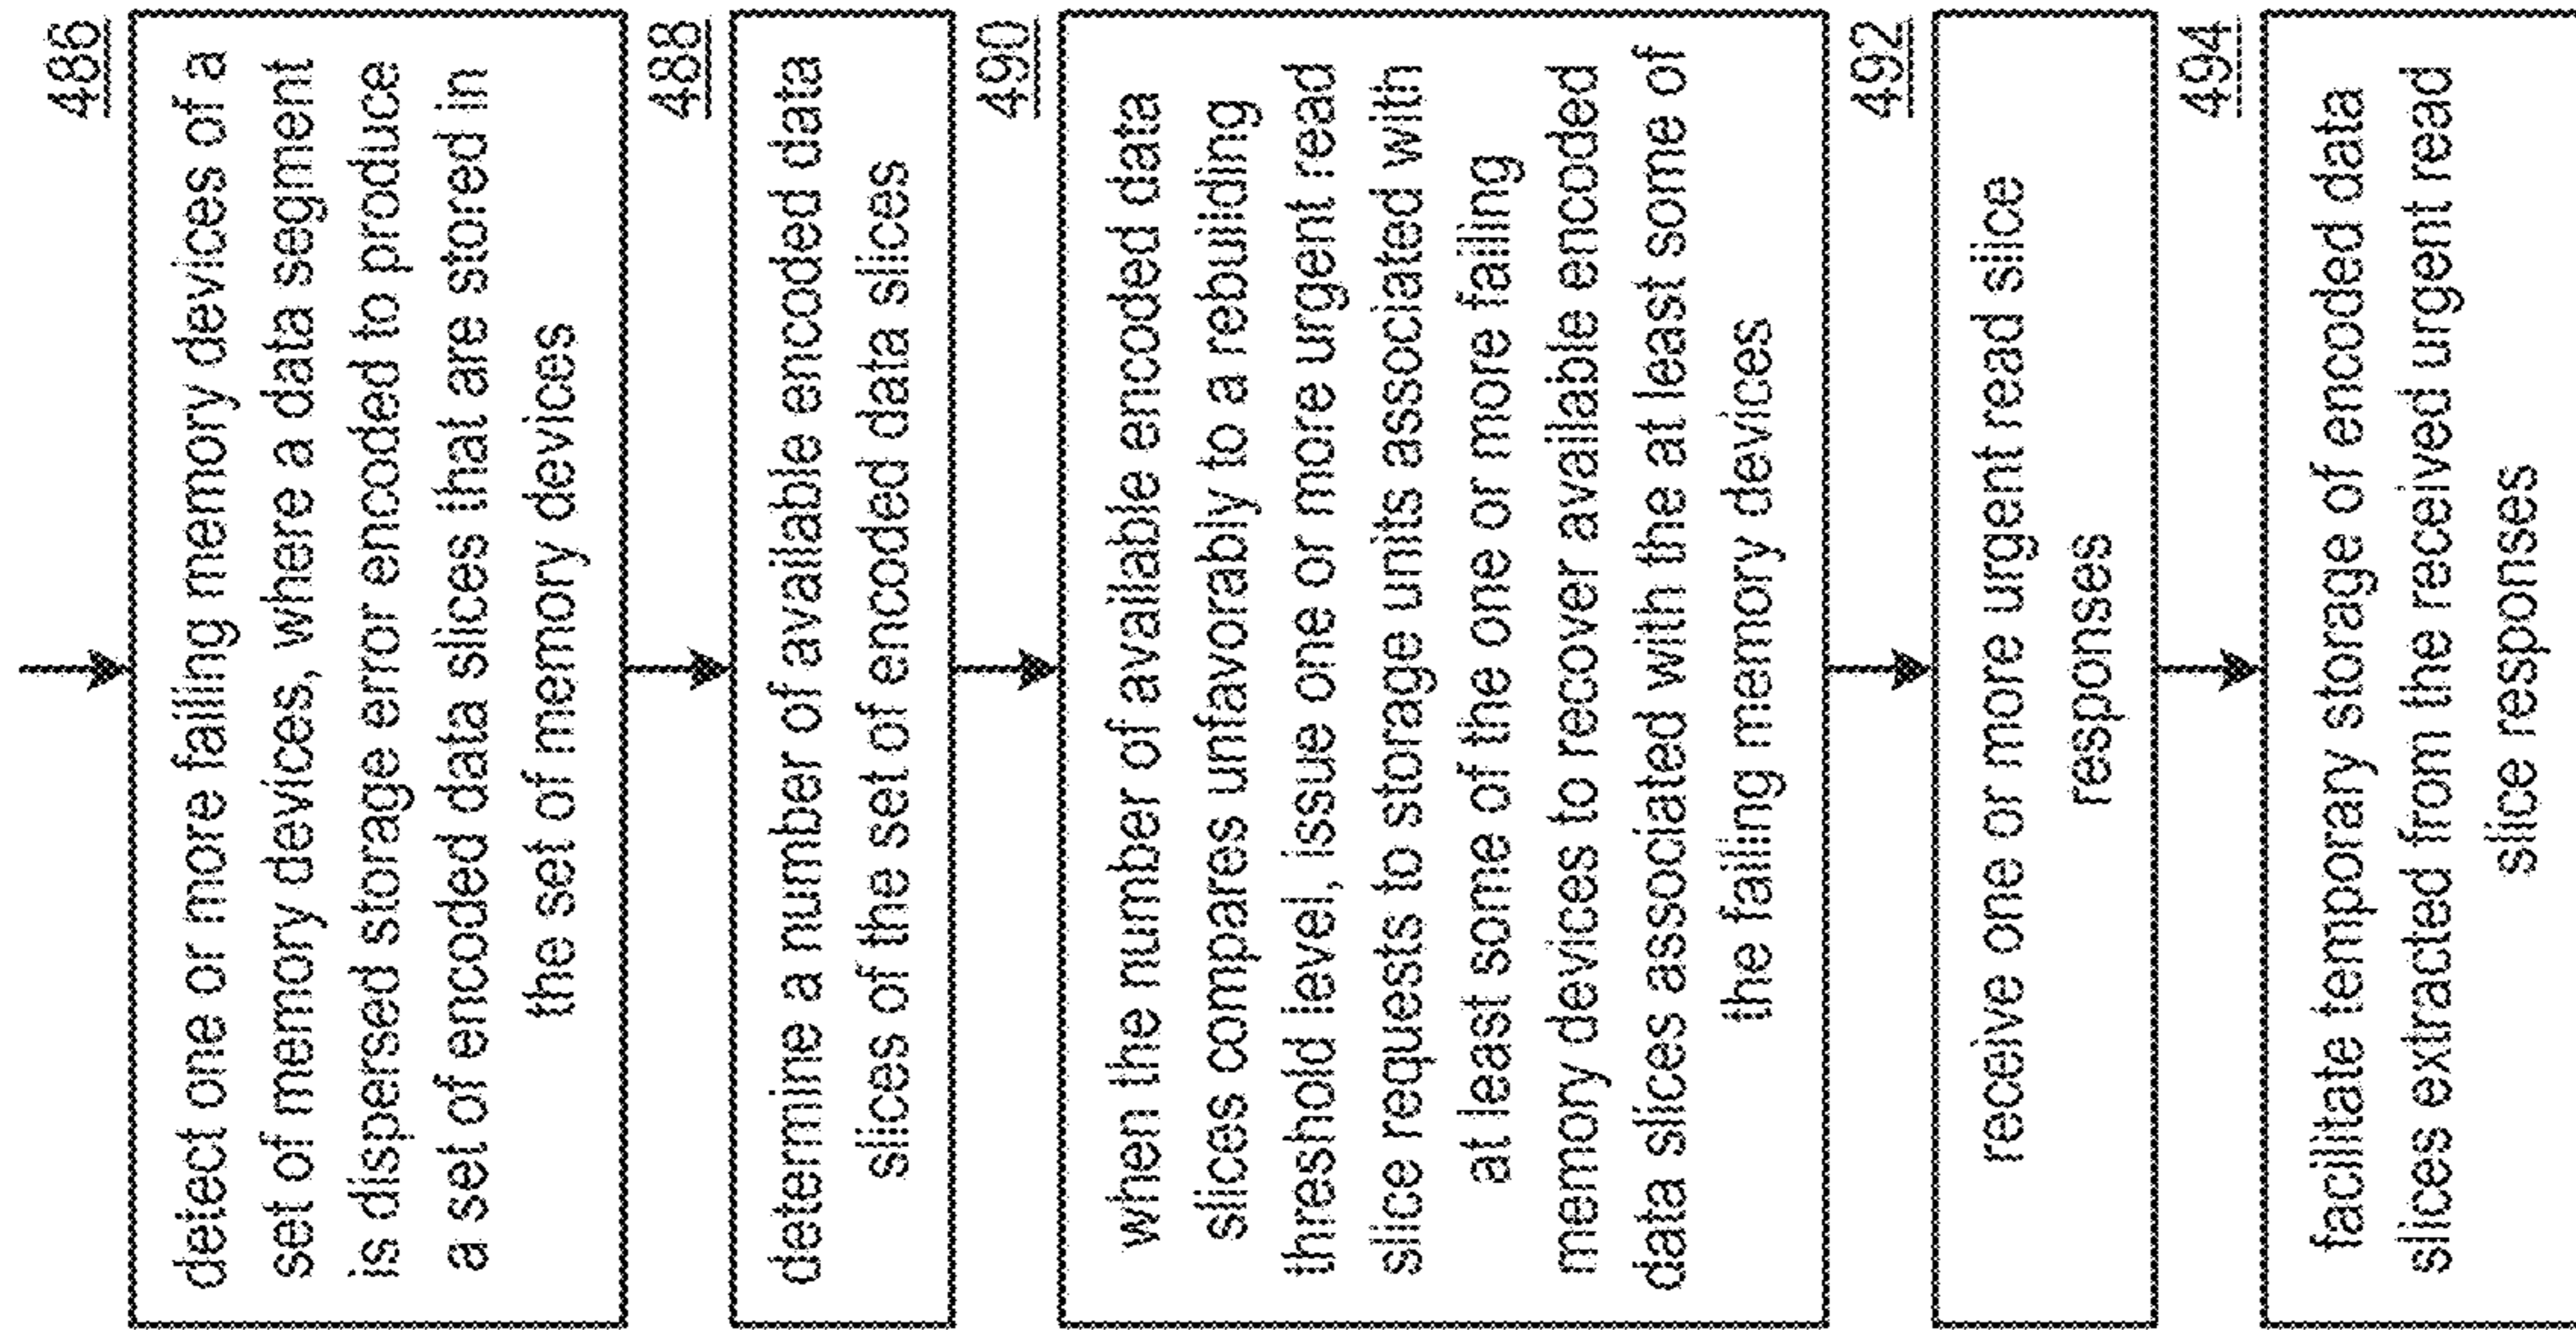 486
detect one or more failing memory devices of a
set of memory devices, where a data segment
is dispersed storage error encoded to produce
a set of encoded data slices that are stored in
the set of memory devices
488
determine a number of available encoded data
slices of the set of encoded data slices
490
when the number of available encoded data
slices compares unfavorably to a rebuilding
threshold level, issue one or more urgent read
slice requests to storage units associated with
at least some of the one or more failing
memory devices to recover available encoded
data slices associated with the at least some of
the failing memory devices
492
receive one or more urgent read slice
responses
494
facilitate temporary storage of encoded data
slices extracted from the received urgent read
slice responses